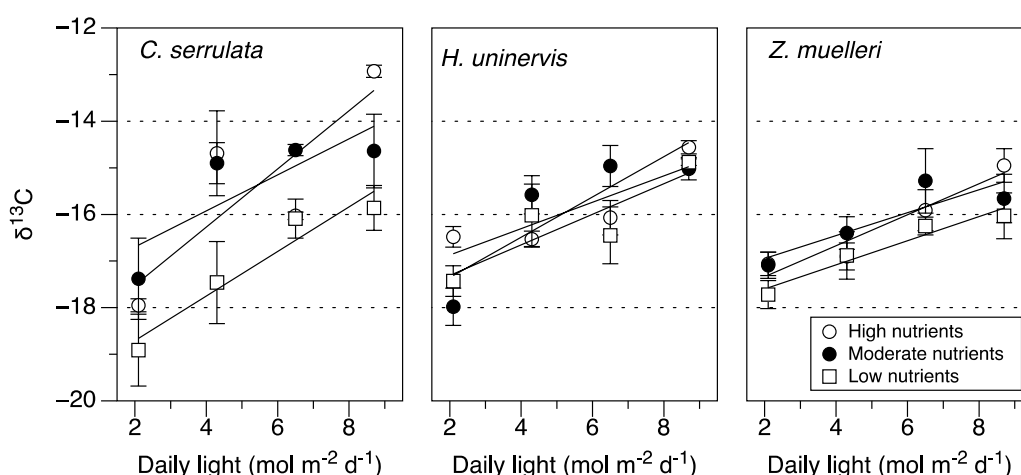 C. serrulata
H. uninervis
Z. muelleri
−12
−14
−16
−18
−20
δ¹³C
High nutrients
Moderate nutrients
Low nutrients
2 4 6 8
2 4 6 8
2 4 6 8
Daily light (mol m⁻² d⁻¹)
Daily light (mol m⁻² d⁻¹)
Daily light (mol m⁻² d⁻¹)